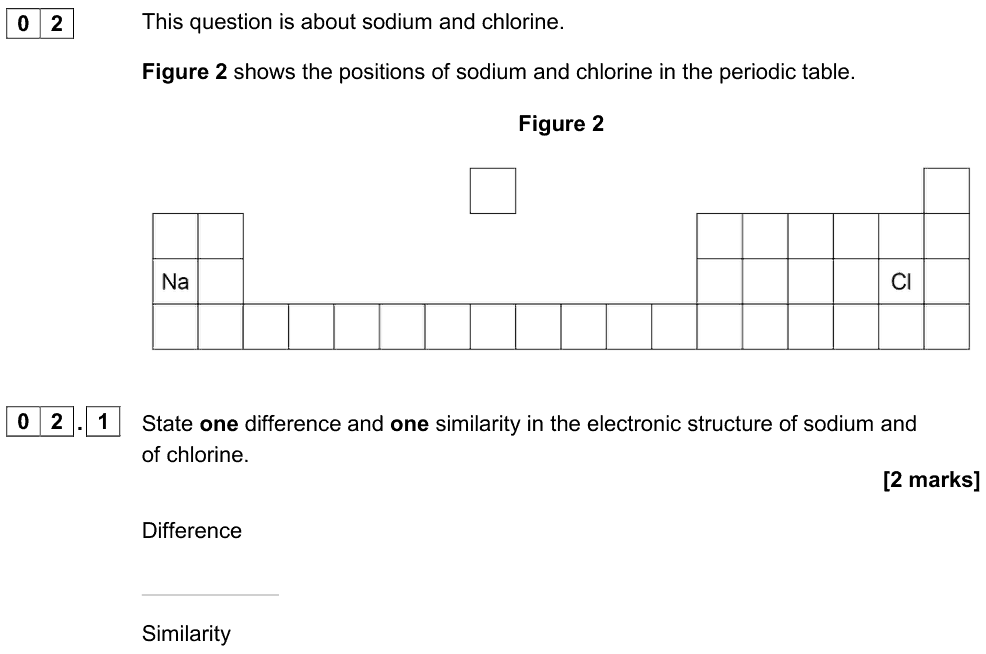 0 2 This question is about sodium and chlorine.
Figure 2 shows the positions of sodium and chlorine in the periodic table.
Figure 2
Na Cl
0 2 . 1 State one difference and one similarity in the electronic structure of sodium and
of chlorine.
[2 marks]
Difference
Similarity